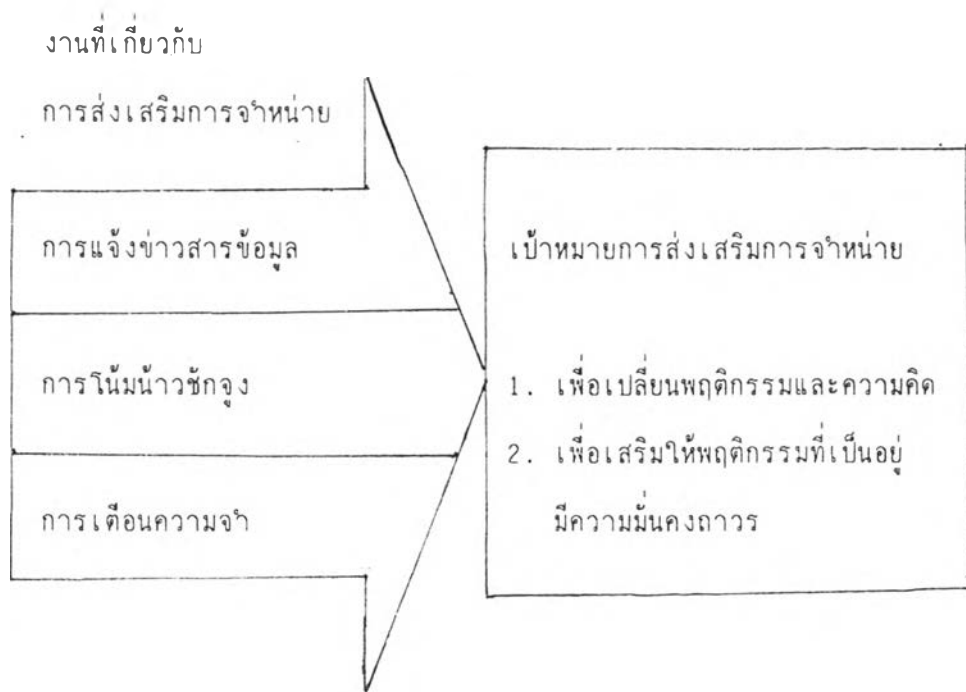 งานที่เกี่ยวกับ
การส่งเสริมการจำหน่าย
การแจ้งข่าวสารข้อมูล
การโน้มน้าวชักจูง
การเตือนความจำ
เป้าหมายการส่งเสริมการจำหน่าย
1. เพื่อเปลี่ยนพฤติกรรมและความคิด
2. เพื่อเสริมให้พฤติกรรมที่เป็นอยู่
มีความมั่นคงถาวร